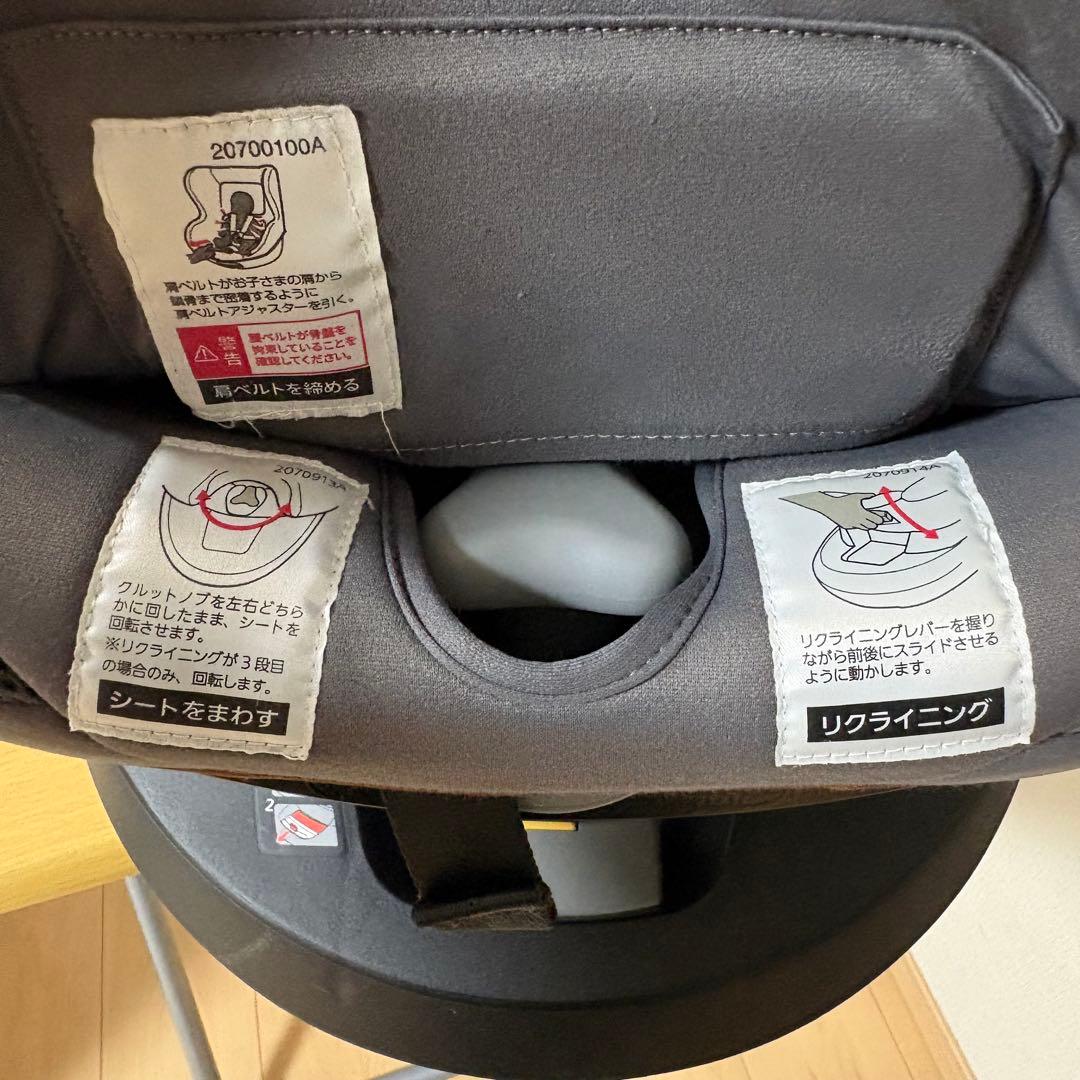 20700100A
肩ベルトがお子さまの肩から
鎖骨まで密着するように
肩ベルトアジャスターを引く。
警告
腰ベルトが骨盤を
拘束していることを
確認してください。
肩ベルトを締める
2070913A
クルットノブを左右どちら
かに回したまま、シートを
回転させます。
※リクライニングが3段目
の場合のみ、回転します。
シートをまわす
2070914A
リクライニングレバーを握り
ながら前後にスライドさせる
ように動かします。
リクライニング
2